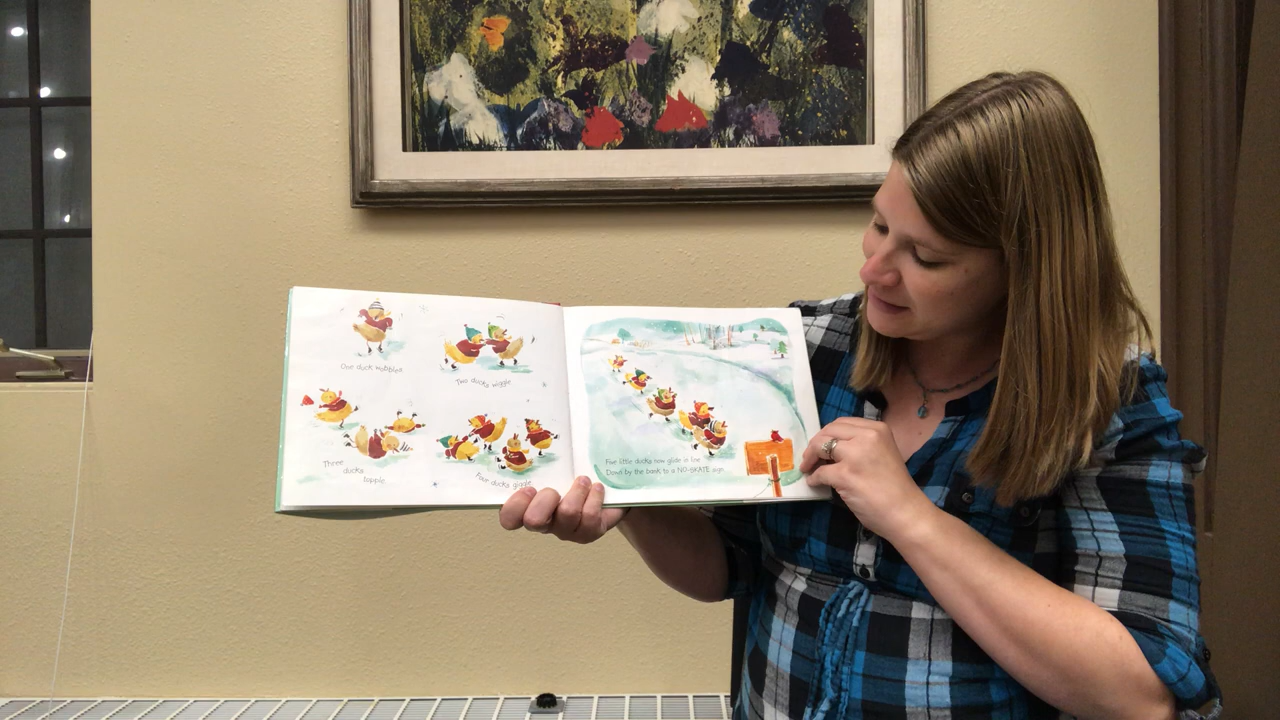 One duck wobbles
Two ducks wiggle
Three
ducks
topple
Four ducks giggle
Five little ducks now glide in line
Down by the bank to a NO-SKATE sign.